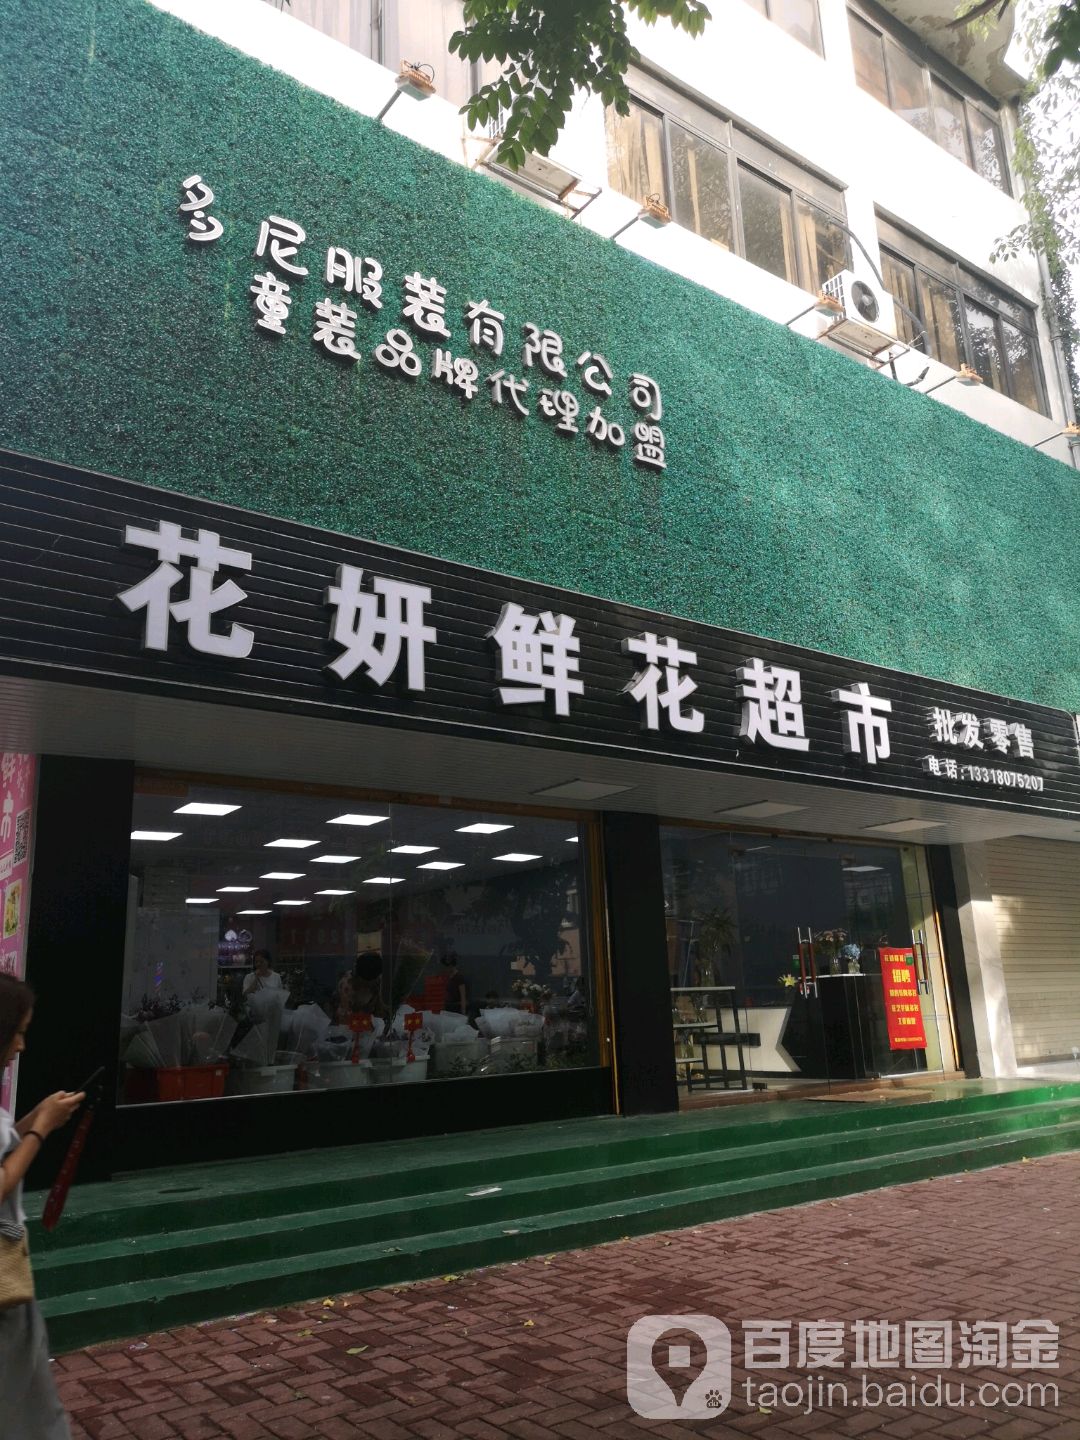 多尼服装有限公司
童装品牌代理加盟
花妍鲜花超市
批发零售
电话:13318075207
招聘
百度地图淘金
taojin.baidu.com